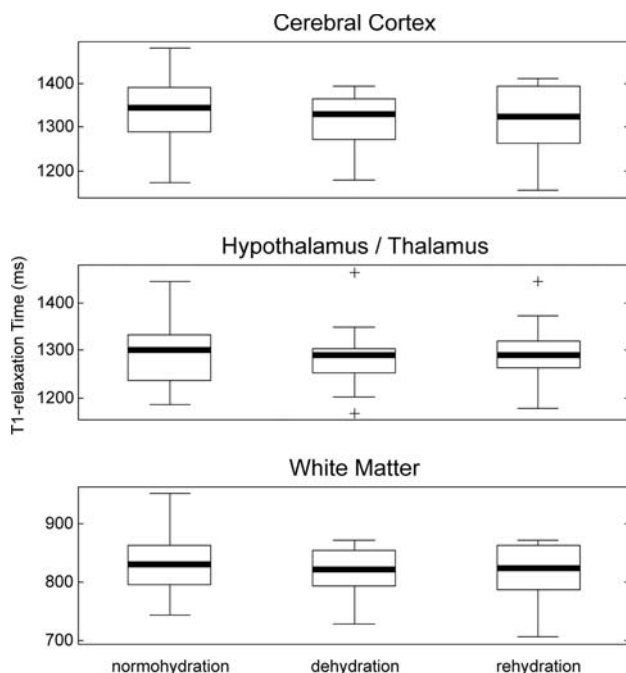 Cerebral Cortex
1400
1300
1200
Hypothalamus / Thalamus
T1-relaxation Time (ms)
1400
1300
1200
White Matter
900
800
700
normohydration dehydration rehydration